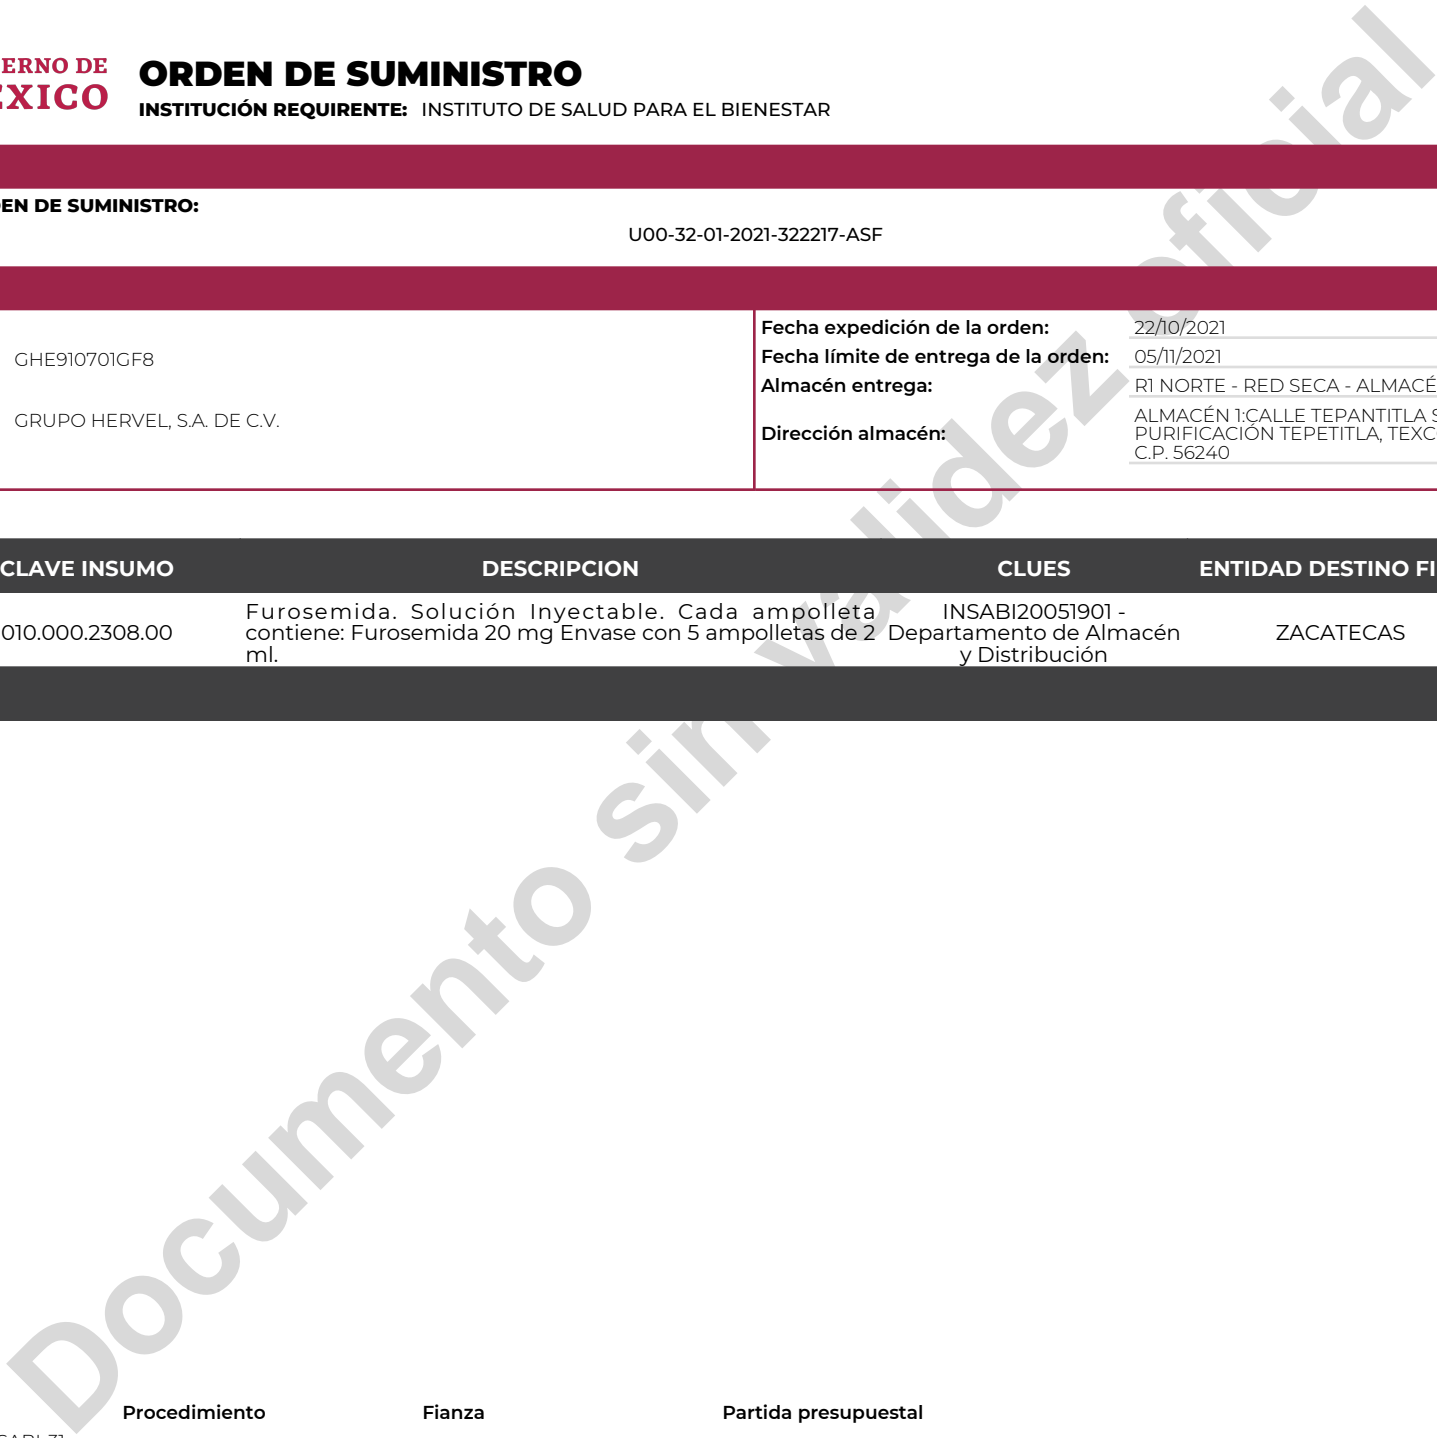 ERNO DE
EXICO
ORDEN DE SUMINISTRO
INSTITUCIÓN REQUIRENTE: INSTITUTO DE SALUD PARA EL BIENESTAR
EN DE SUMINISTRO:
U00-32-01-2021-322217-ASF
GHE910701GF8
GRUPO HERVEL, S.A. DE C.V.
Fecha expedición de la orden: 22/10/2021
Fecha límite de entrega de la orden: 05/11/2021
Almacén entrega: R1 NORTE - RED SECA - ALMACÉ
Dirección almacén:
ALMACÉN 1:CALLE TEPANTITLA S
PURIFICACIÓN TEPETITLA, TEXC
C.P. 56240
CLAVE INSUMO DESCRIPCION CLUES ENTIDAD DESTINO FI
010.000.2308.00
Furosemida. Solución Inyectable. Cada ampolleta
contiene: Furosemida 20 mg Envase con 5 ampolletas de 2
ml.
INSABI20051901 -
Departamento de Almacén
y Distribución
ZACATECAS
Documento sin validez oficial
Procedimiento Fianza Partida presupuestal